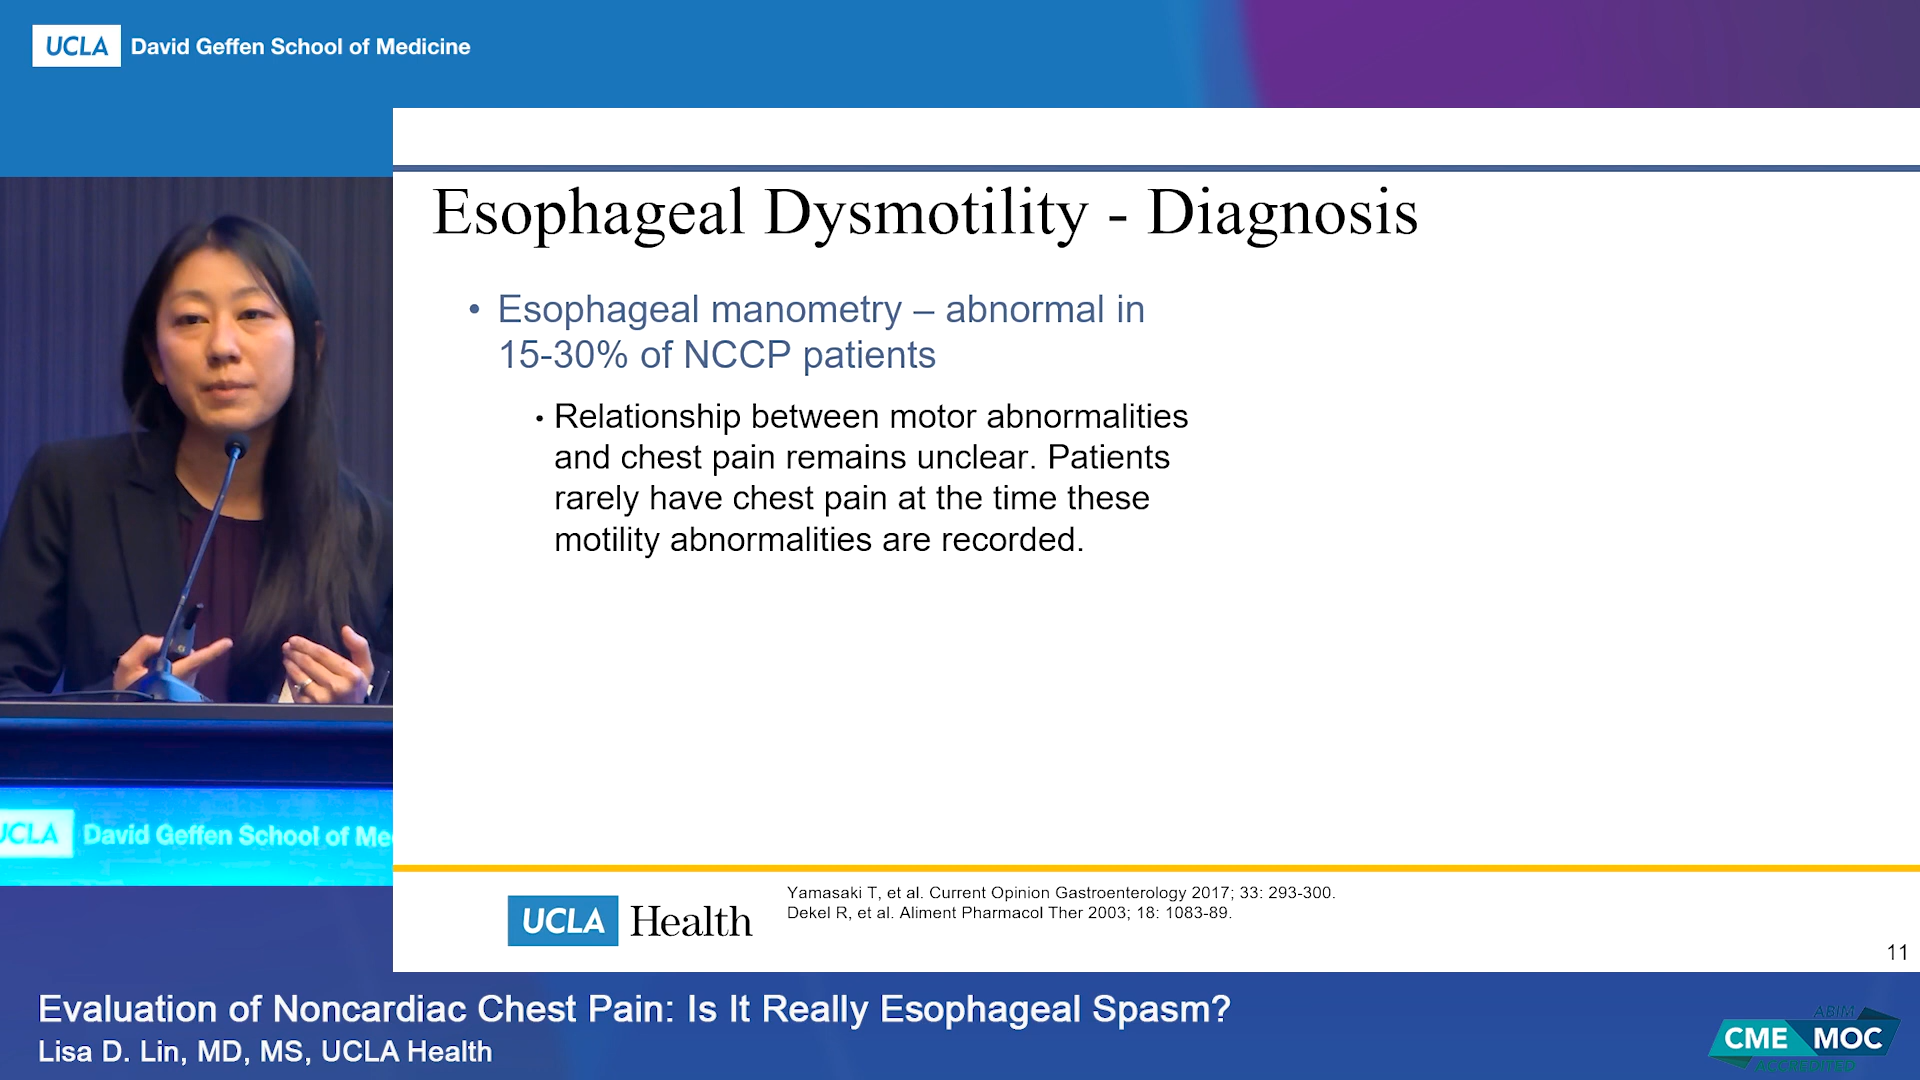 UCLA David Geffen School of Medicine
Esophageal Dysmotility - Diagnosis
• Esophageal manometry – abnormal in
15-30% of NCCP patients
• Relationship between motor abnormalities
and chest pain remains unclear. Patients
rarely have chest pain at the time these
motility abnormalities are recorded.
UCLA David Geffen School of Me
UCLA Health
Yamasaki T, et al. Current Opinion Gastroenterology 2017; 33: 293-300.
Dekel R, et al. Aliment Pharmacol Ther 2003; 18: 1083-89.
11
Evaluation of Noncardiac Chest Pain: Is It Really Esophageal Spasm?
Lisa D. Lin, MD, MS, UCLA Health
ABIM
CME MOC
ACCREDITED